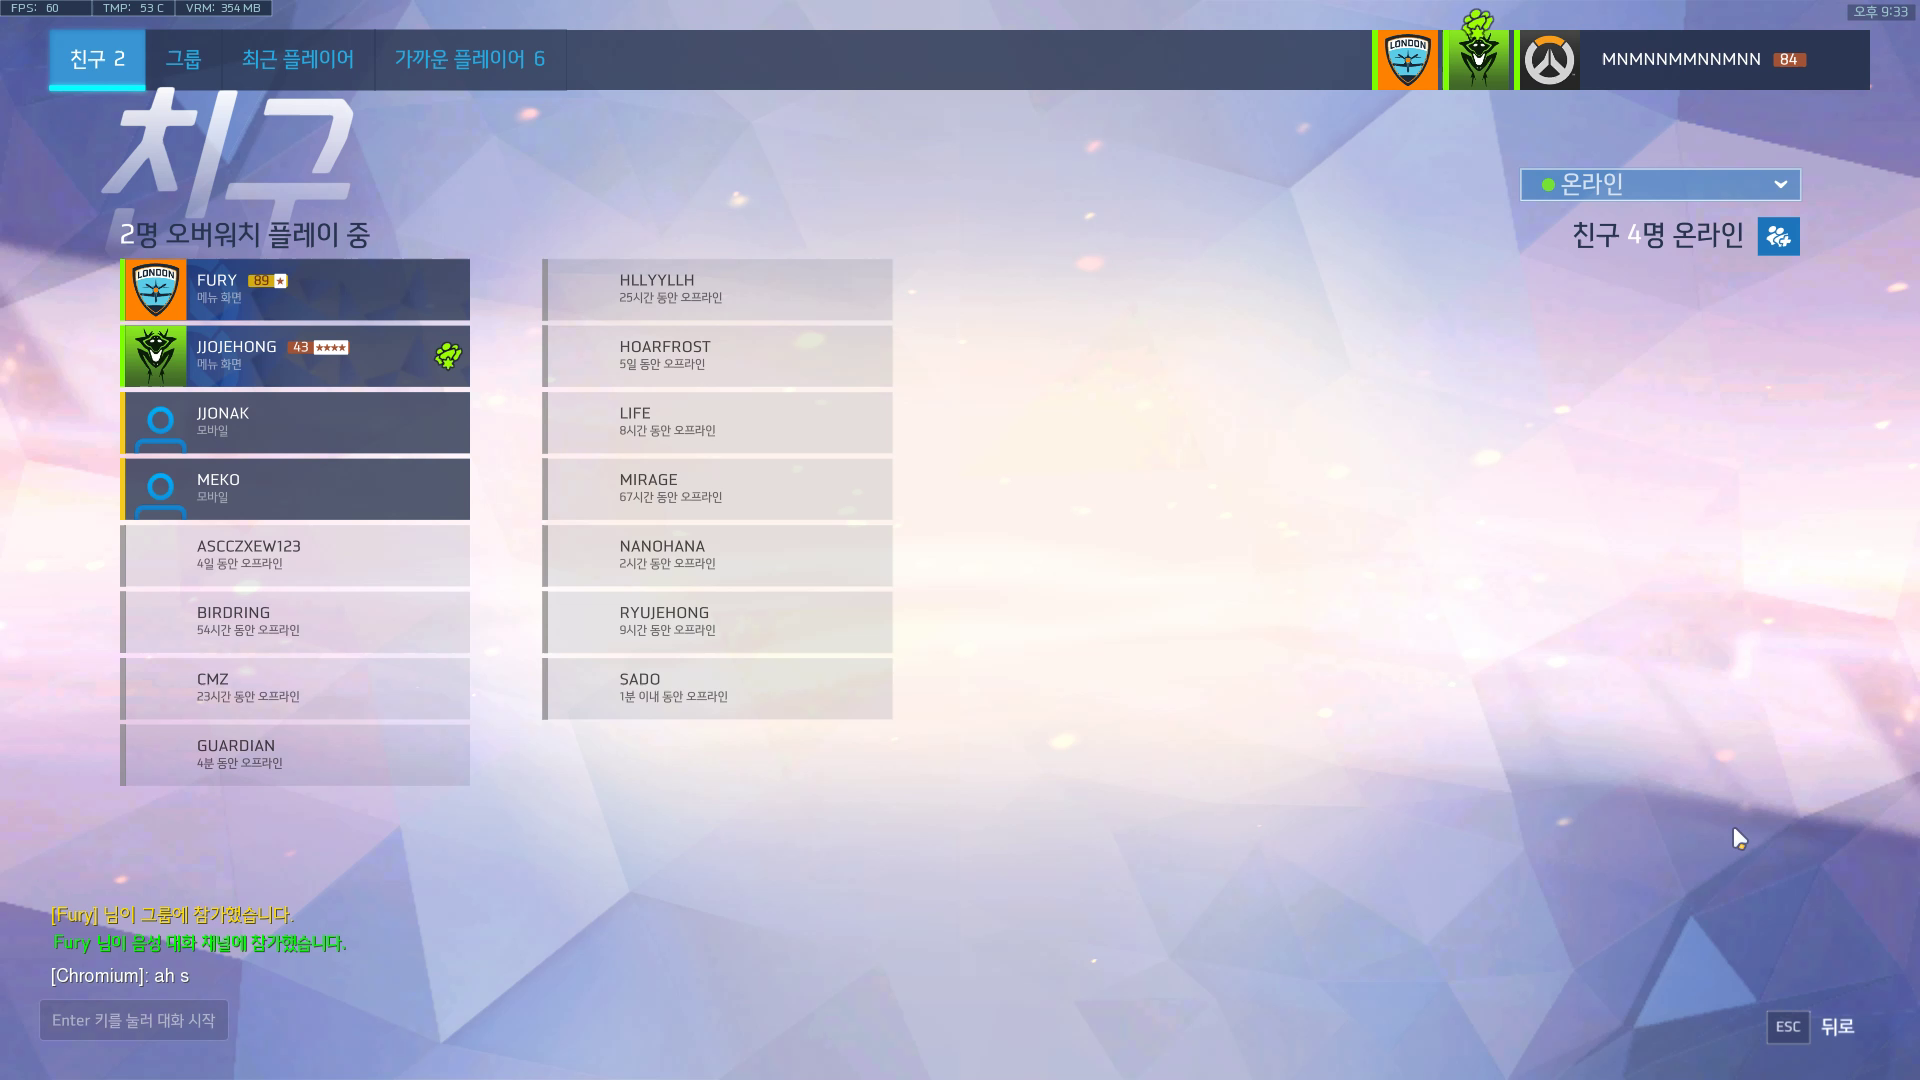 FPS: 60 TMP: 53 C VRM: 354 MB
오후 9:33
친구 2 그룹 최근 플레이어 가까운 플레이어 6
LONDON
MNMNNMMNNMNN 84
친구
온라인
2명 오버워치 플레이 중
친구 4명 온라인
LONDON
FURY 89
메뉴 화면
JJOJEHONG 43
메뉴 화면
JJONAK
모바일
MEKO
모바일
ASCCZXEW123
4일 동안 오프라인
BIRDRING
54시간 동안 오프라인
CMZ
23시간 동안 오프라인
GUARDIAN
4분 동안 오프라인
HLLYYLLH
25시간 동안 오프라인
HOARFROST
5일 동안 오프라인
LIFE
8시간 동안 오프라인
MIRAGE
67시간 동안 오프라인
NANOHANA
2시간 동안 오프라인
RYUJEHONG
9시간 동안 오프라인
SADO
1분 이내 동안 오프라인
[Fury] 님이 그룹에 참가했습니다.
Fury 님이 음성 대화 채널에 참가했습니다.
[Chromium]: ah s
Enter 키를 눌러 대화 시작
ESC 뒤로